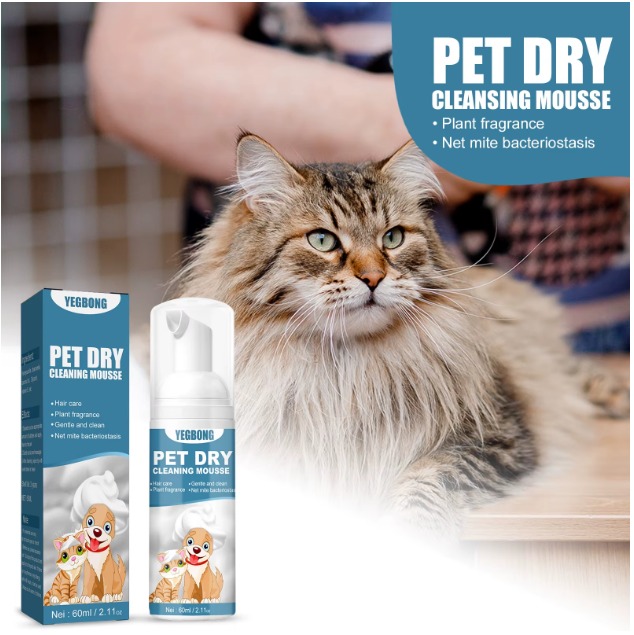 PET DRY
CLEANSING MOUSSE
• Plant fragrance
• Net mite bacteriostasis
YEGBONG
PET DRY
CLEANING MOUSSE
• Hair care
• Plant fragrance
• Gentle and clean
• Net mite bacteriostasis
Nei : 60ml / 2.11oz
YEGBONG
PET DRY
CLEANING MOUSSE
• Hair care • Gentle and clean
• Plant fragrance • Net mite bacteriostasis
Nei : 60ml / 2.11oz